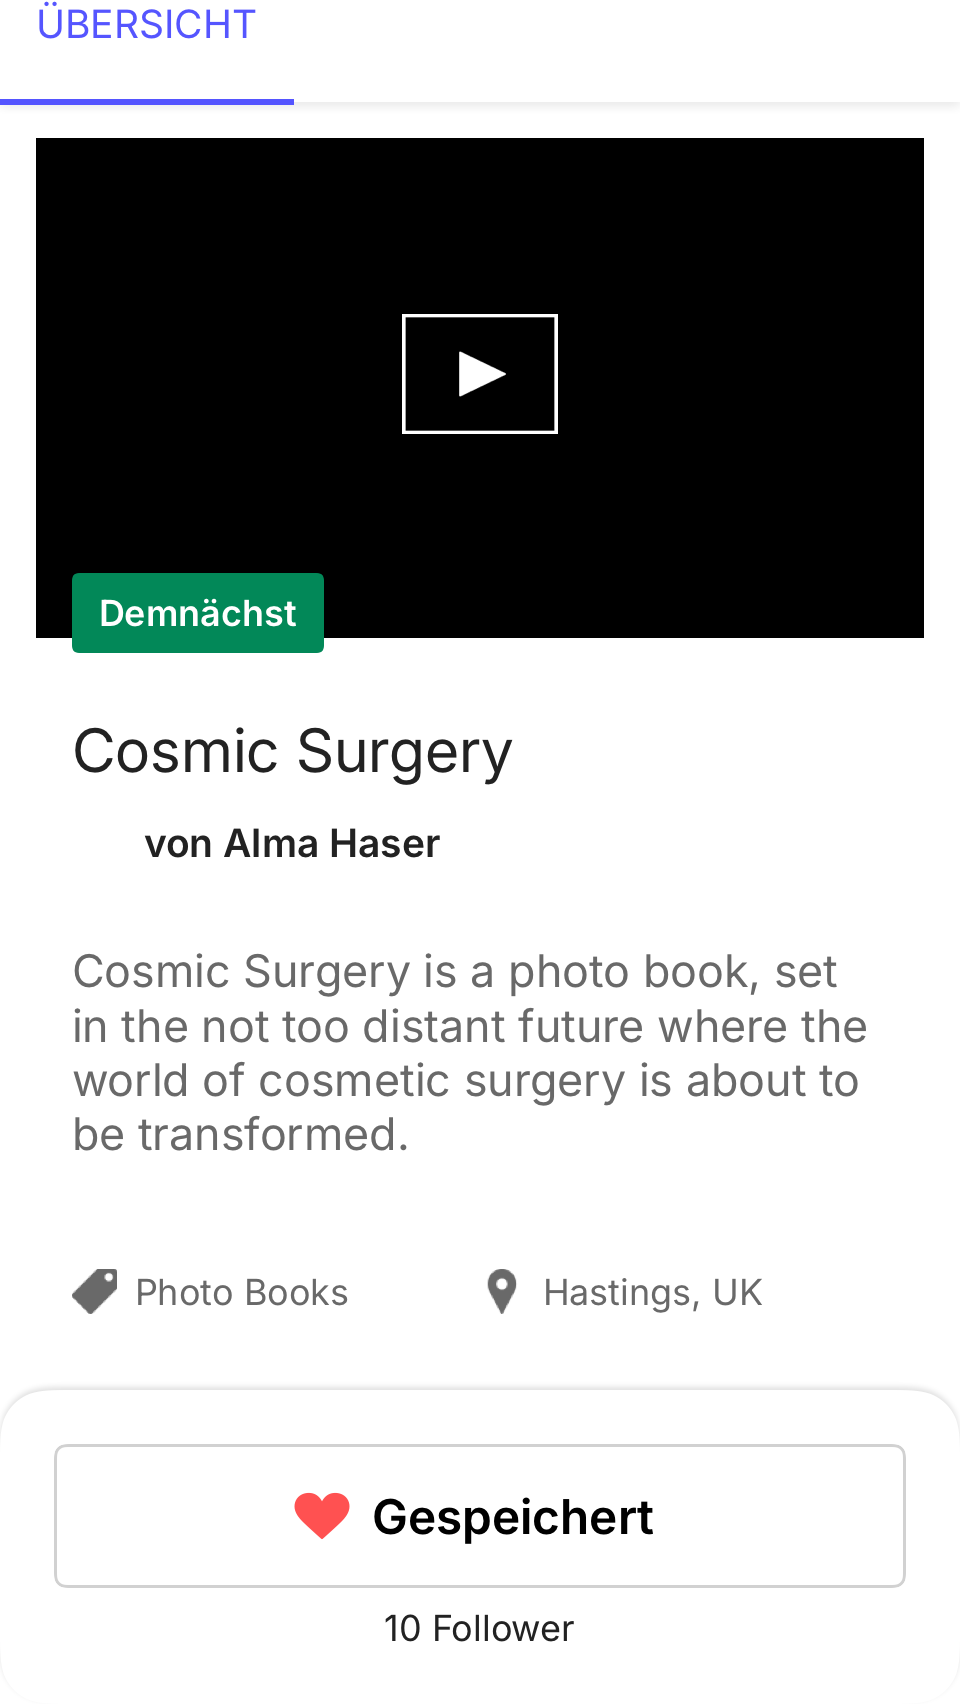 ÜBERSICHT
Demnächst
Cosmic Surgery
von Alma Haser
Cosmic Surgery is a photo book, set
in the not too distant future where the
world of cosmetic surgery is about to
be transformed.
Photo Books
Hastings, UK
Gespeichert
10 Follower